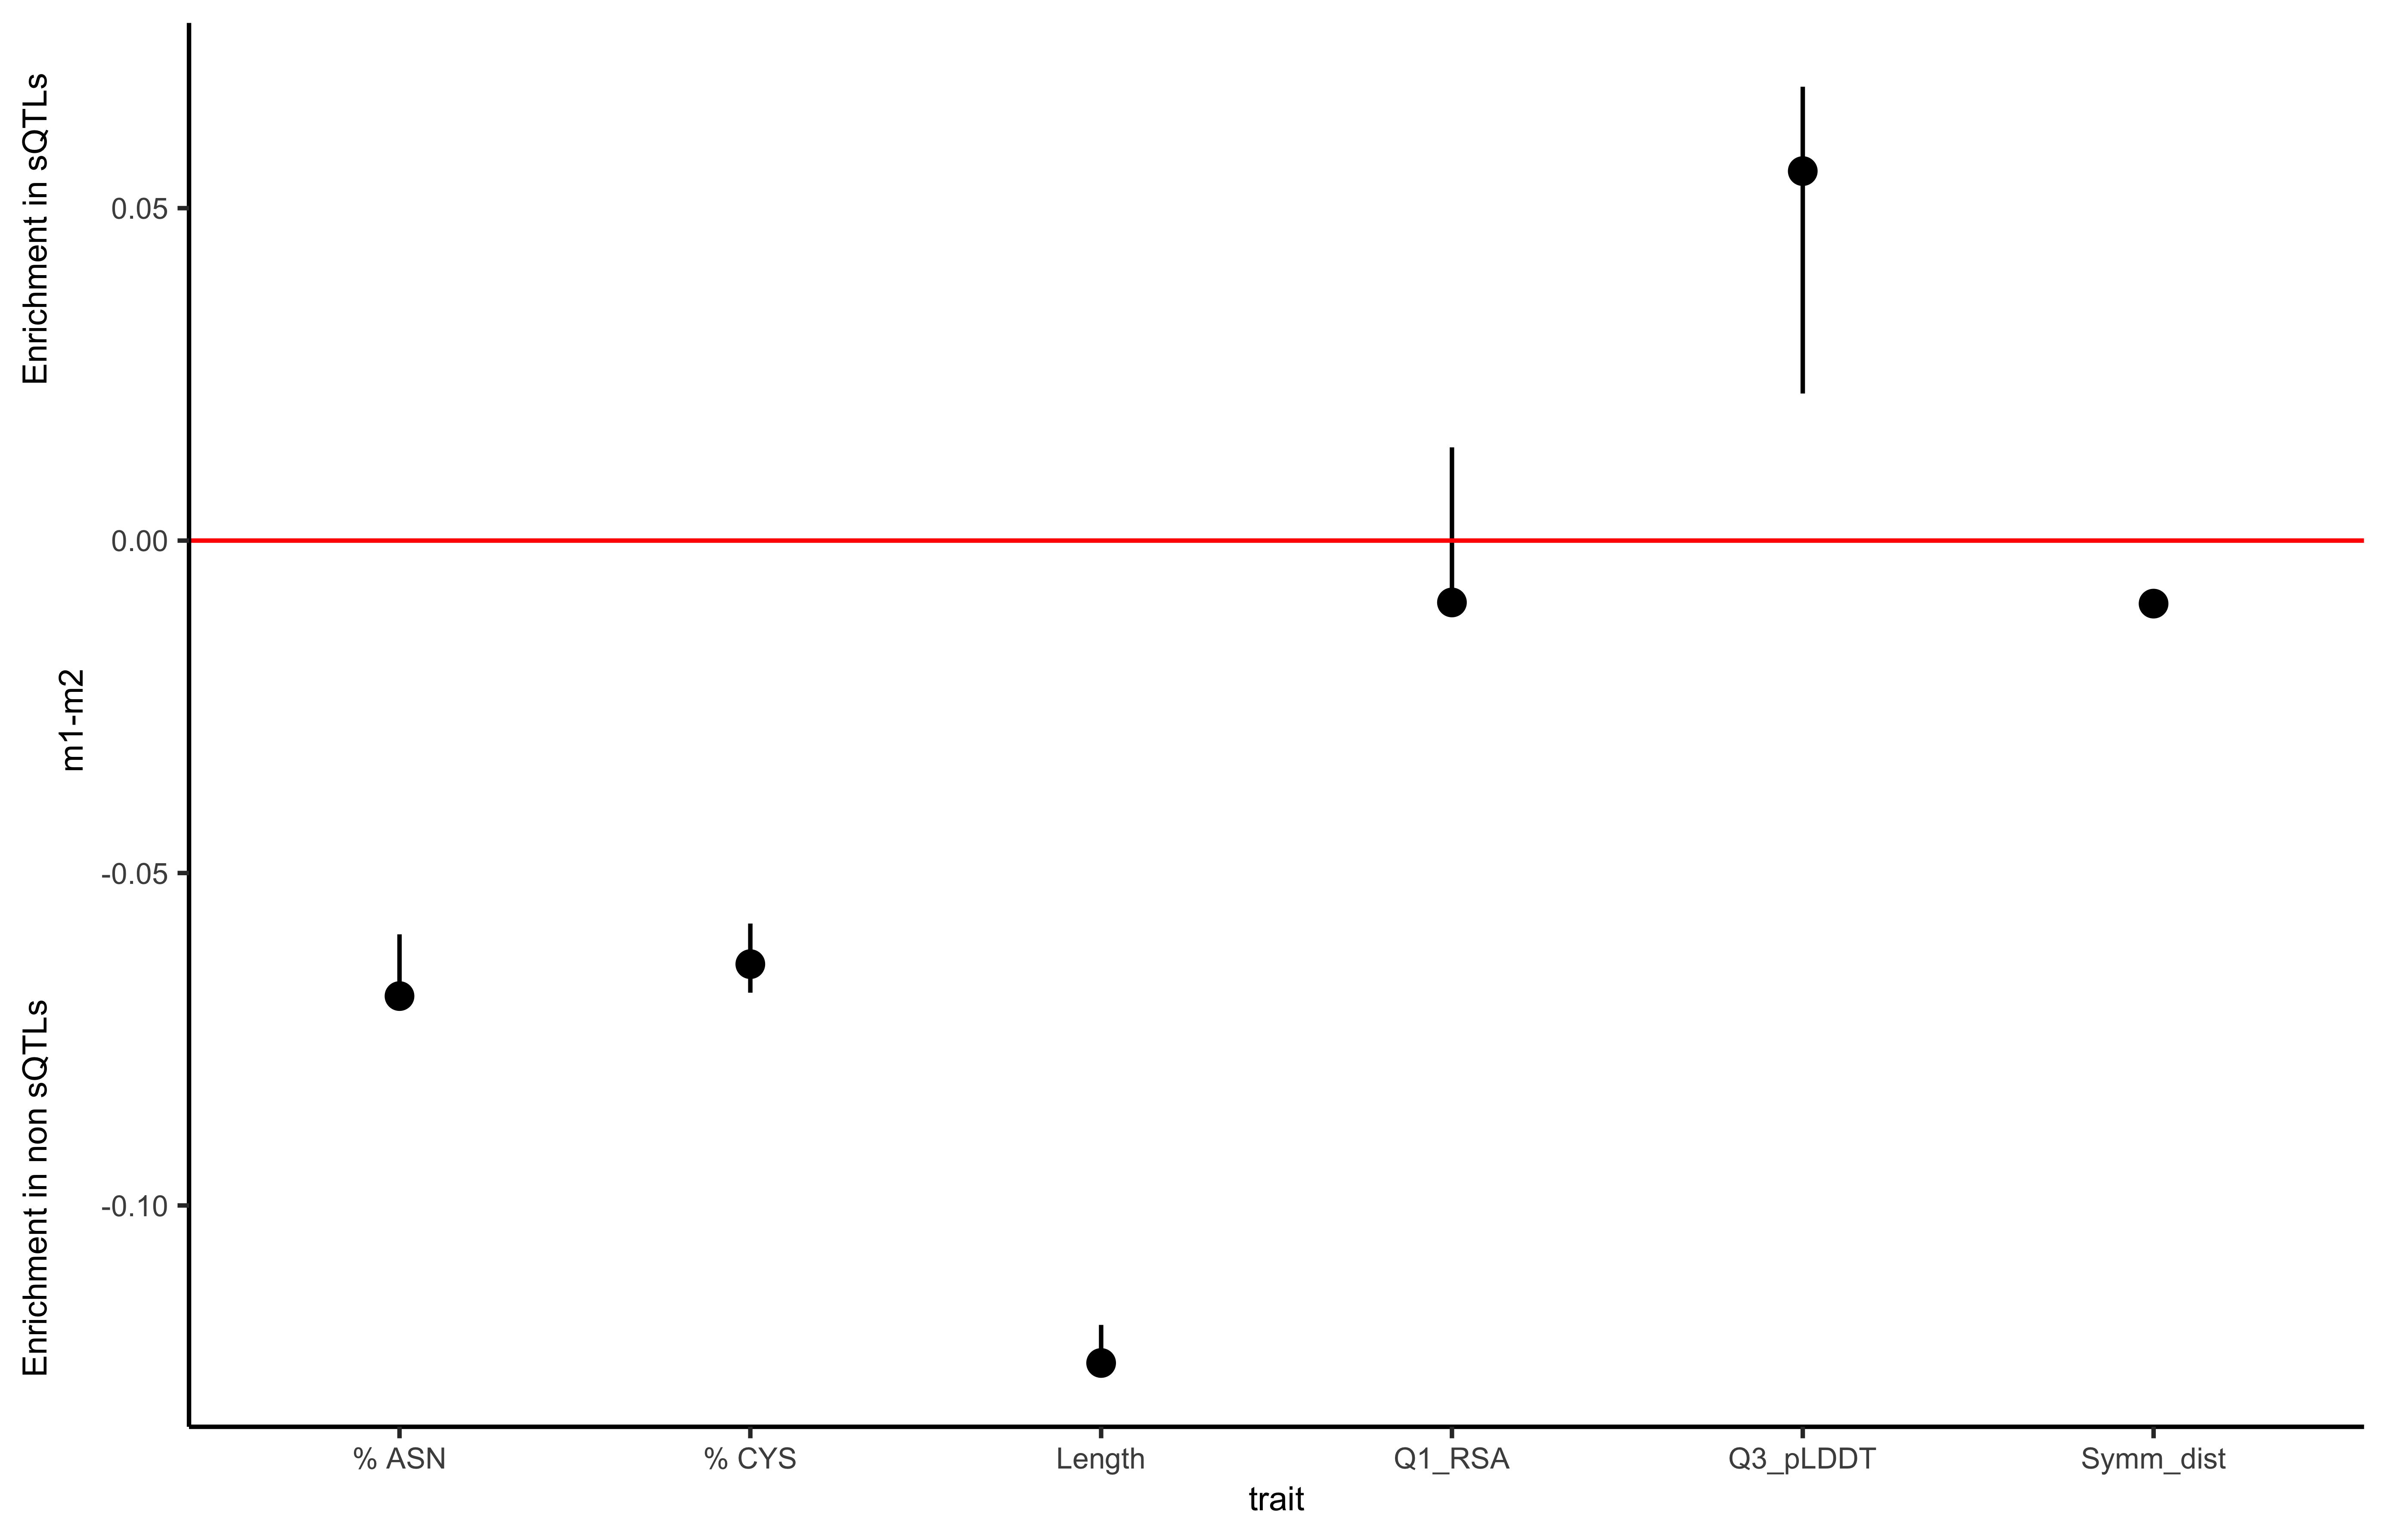 Enrichment in sQTLs
m1-m2
Enrichment in non sQTLs
0.05
0.00
-0.05
-0.10
% ASN
% CYS
Length
Q1_RSA
Q3_pLDDT
Symm_dist
trait